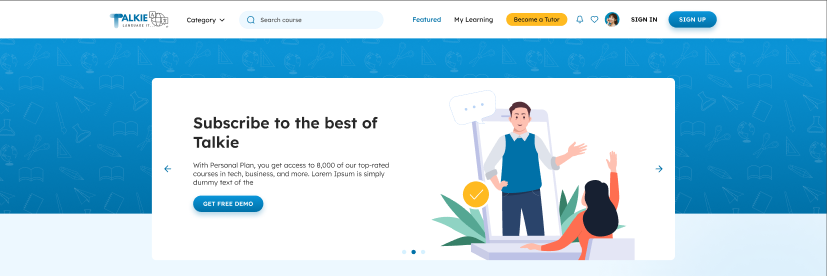 TALKIE
Category
Search course
Featured
My Learning
Become a Tutor
SIGN IN
SIGN UP
Subscribe to the best of
Talkie
With Personal Plan, you get access to 8,000 of our top-rated
courses in tech, business, and more. Lorem Ipsum is simply
dummy text of the
GET FREE DEMO